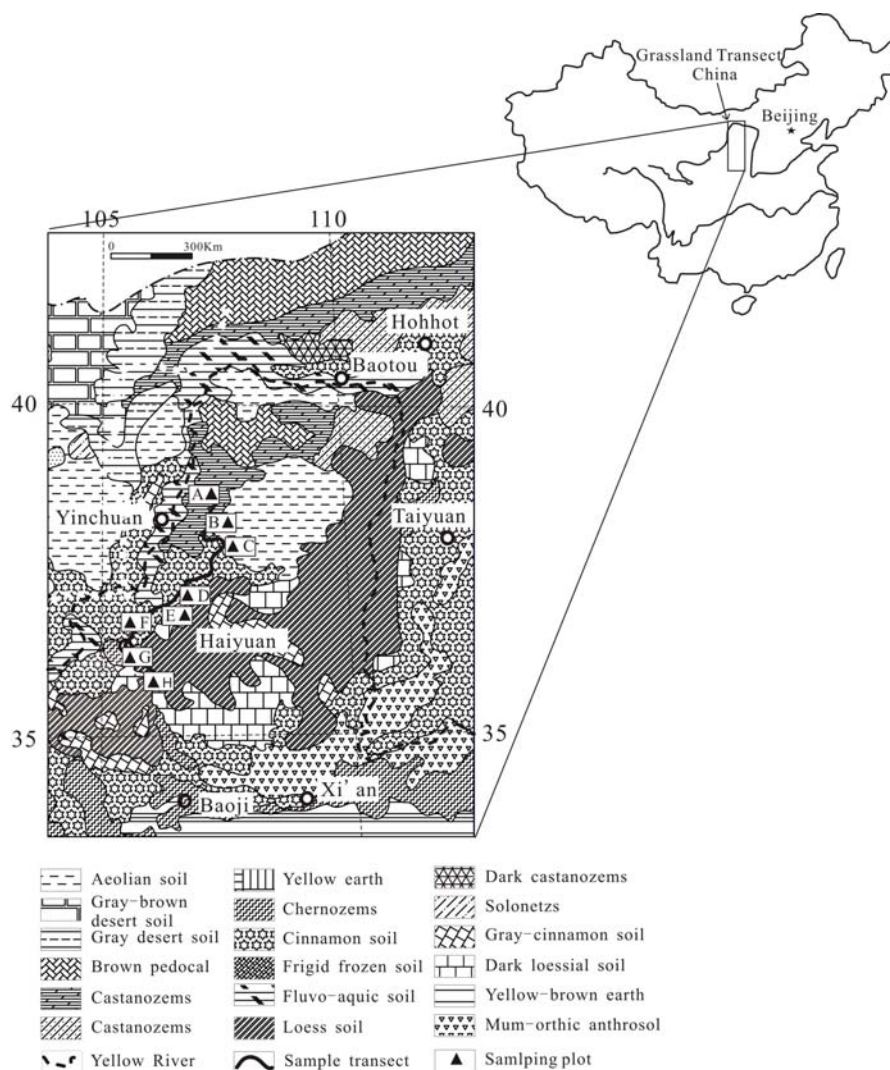 Grassland Transect
China
Beijing
105
110
0
300Km
Hohhot
Baotou
40
40
A
Yinchuan
B
Taiyuan
C
D
E
F
Haiyuan
G
H
35
35
Baoji
Xi' an
Aeolian soil
Yellow earth
Dark castanozems
Gray-brown
desert soil
Chernozems
Solonetzs
Gray desert soil
Cinnamon soil
Gray-cinnamon soil
Brown pedocal
Frigid frozen soil
Dark loessial soil
Castanozems
Fluvo-aquic soil
Yellow-brown earth
Castanozems
Loess soil
Mum-orthic anthrosol
Yellow River
Sample transect
Samlping plot